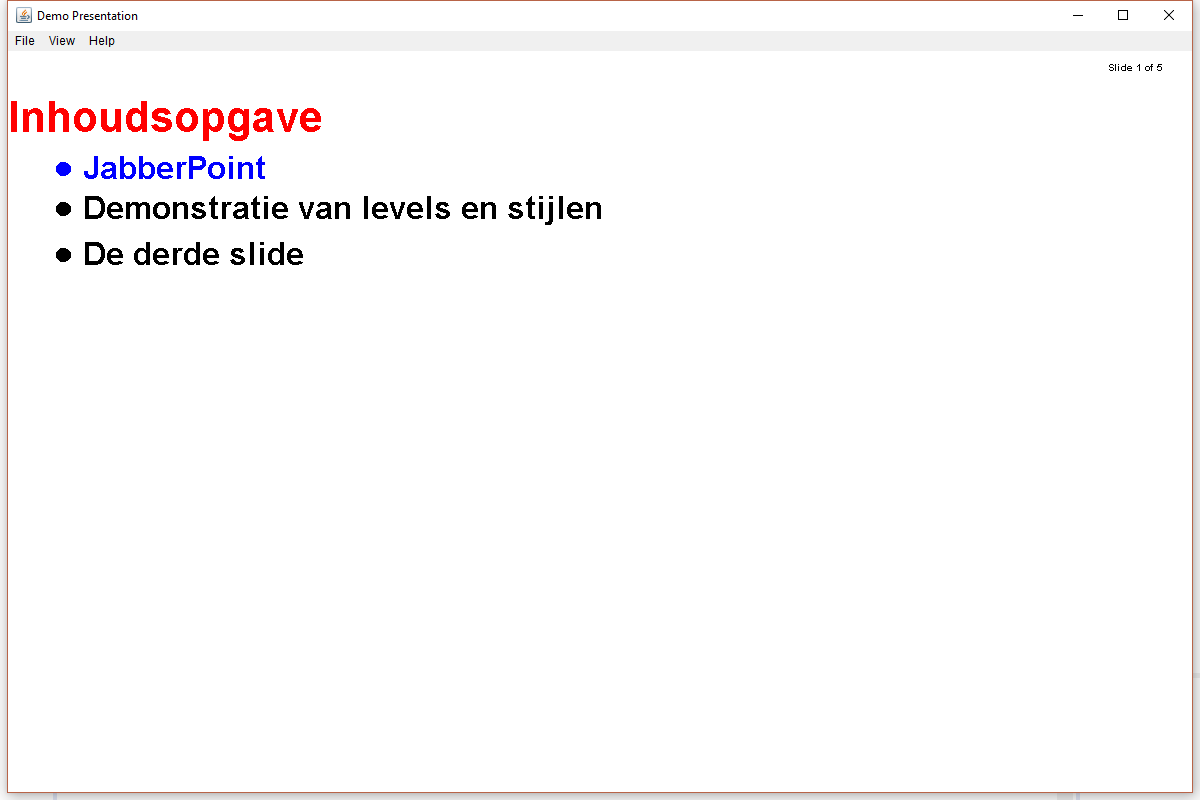 Demo Presentation
File View Help
Slide 1 of 5
Inhoudsopgave
• JabberPoint
• Demonstratie van levels en stijlen
• De derde slide